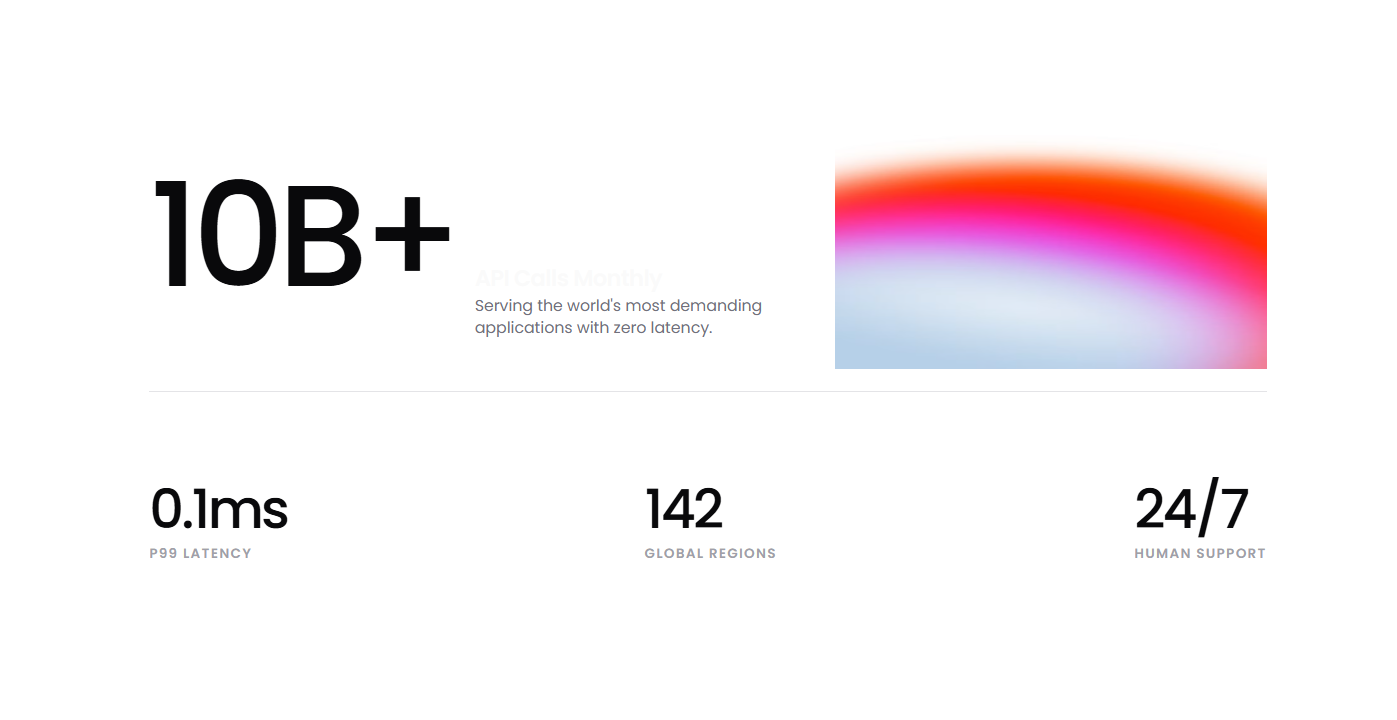 10B+
API Calls Monthly
Serving the world's most demanding
applications with zero latency.
0.1ms
P99 LATENCY
142
GLOBAL REGIONS
24/7
HUMAN SUPPORT